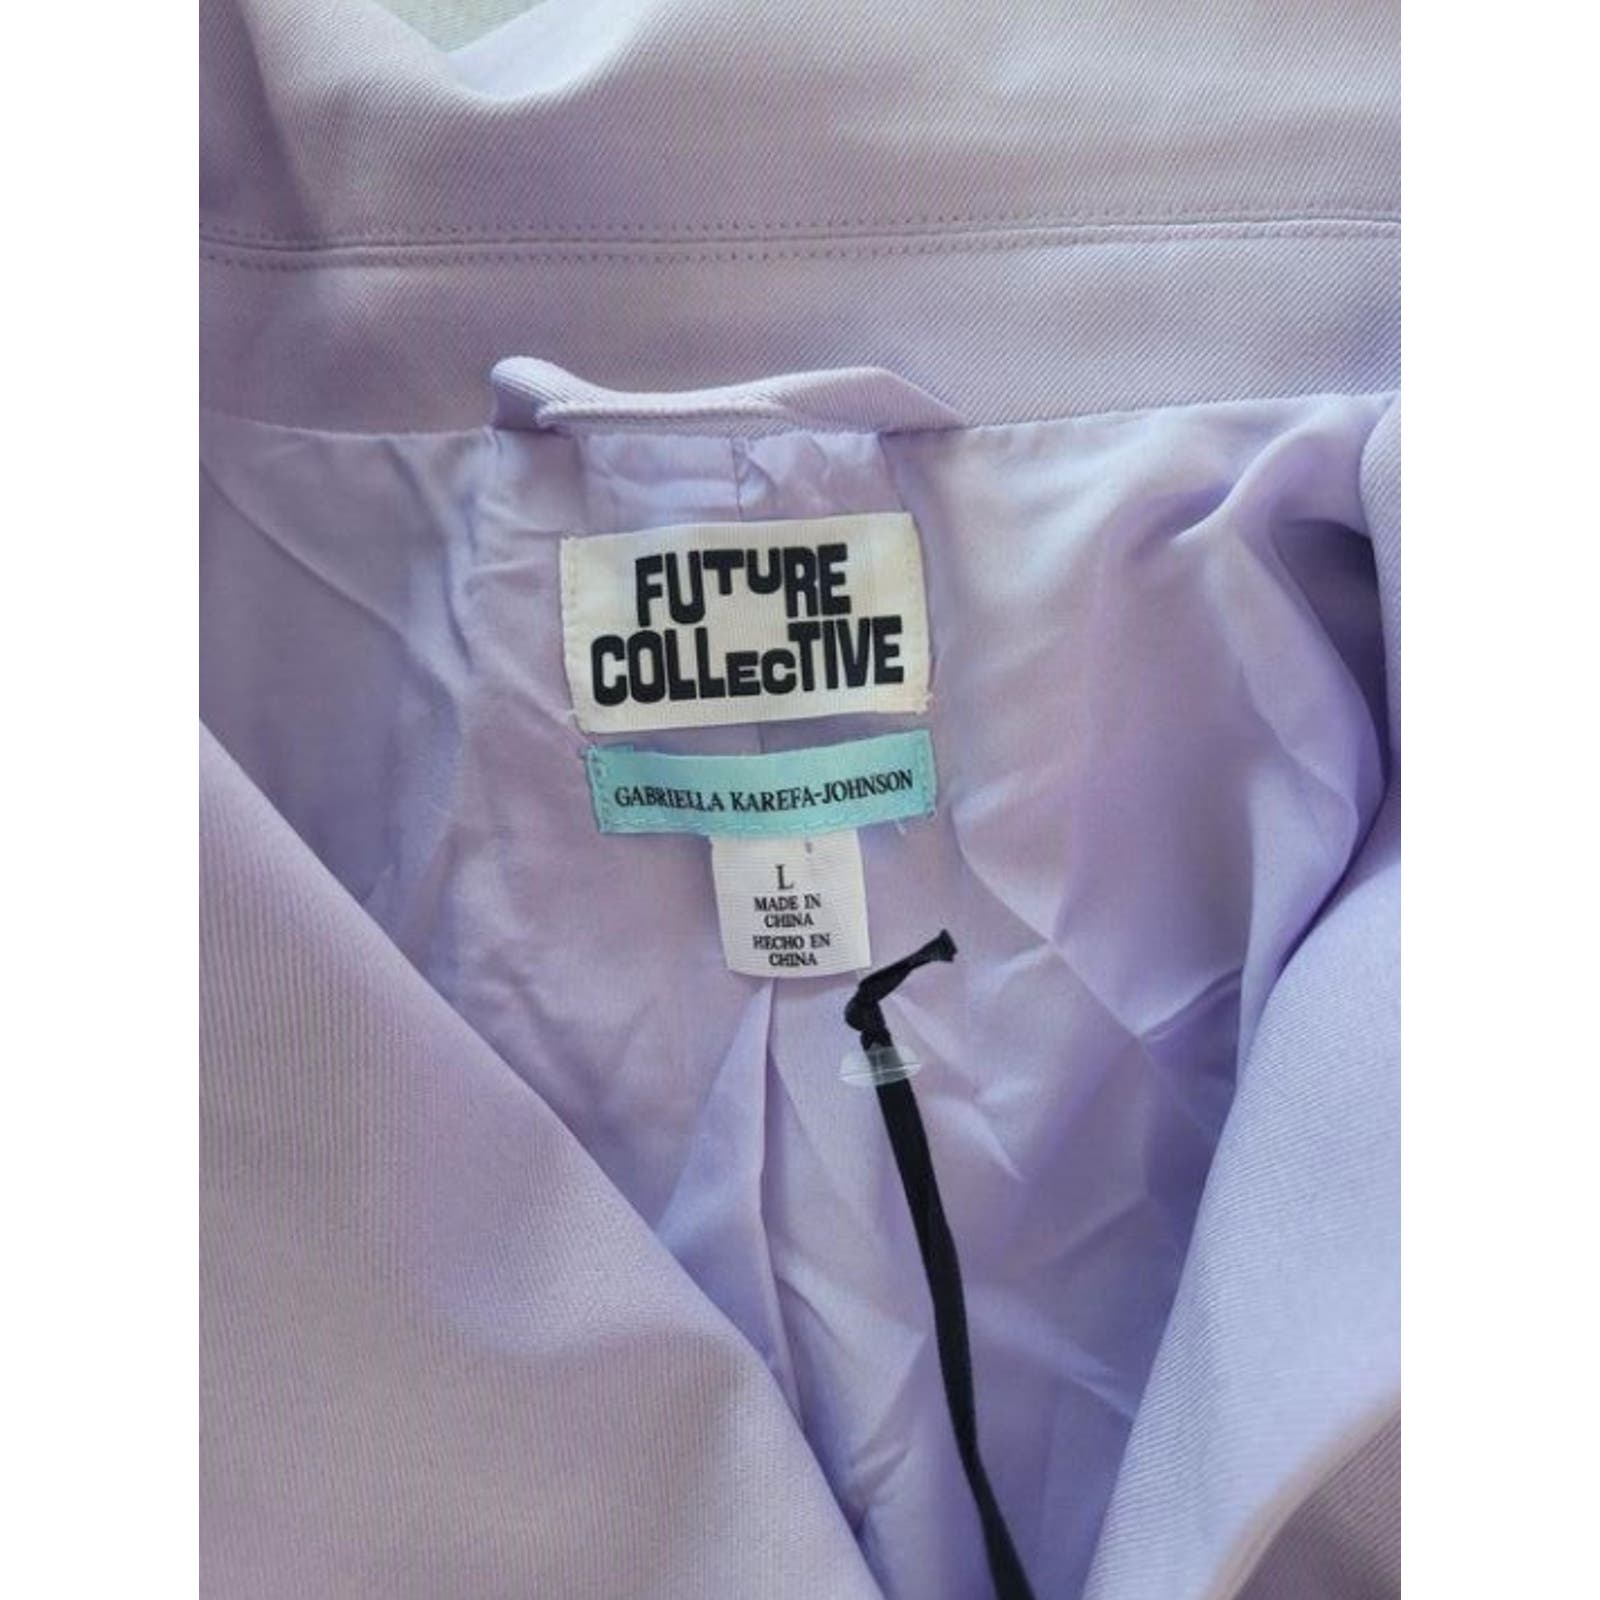 FUTURE
COLLECTIVE
GABRIELLA KAREFA-JOHNSON
L
MADE IN
CHINA
HECHO EN
CHINA